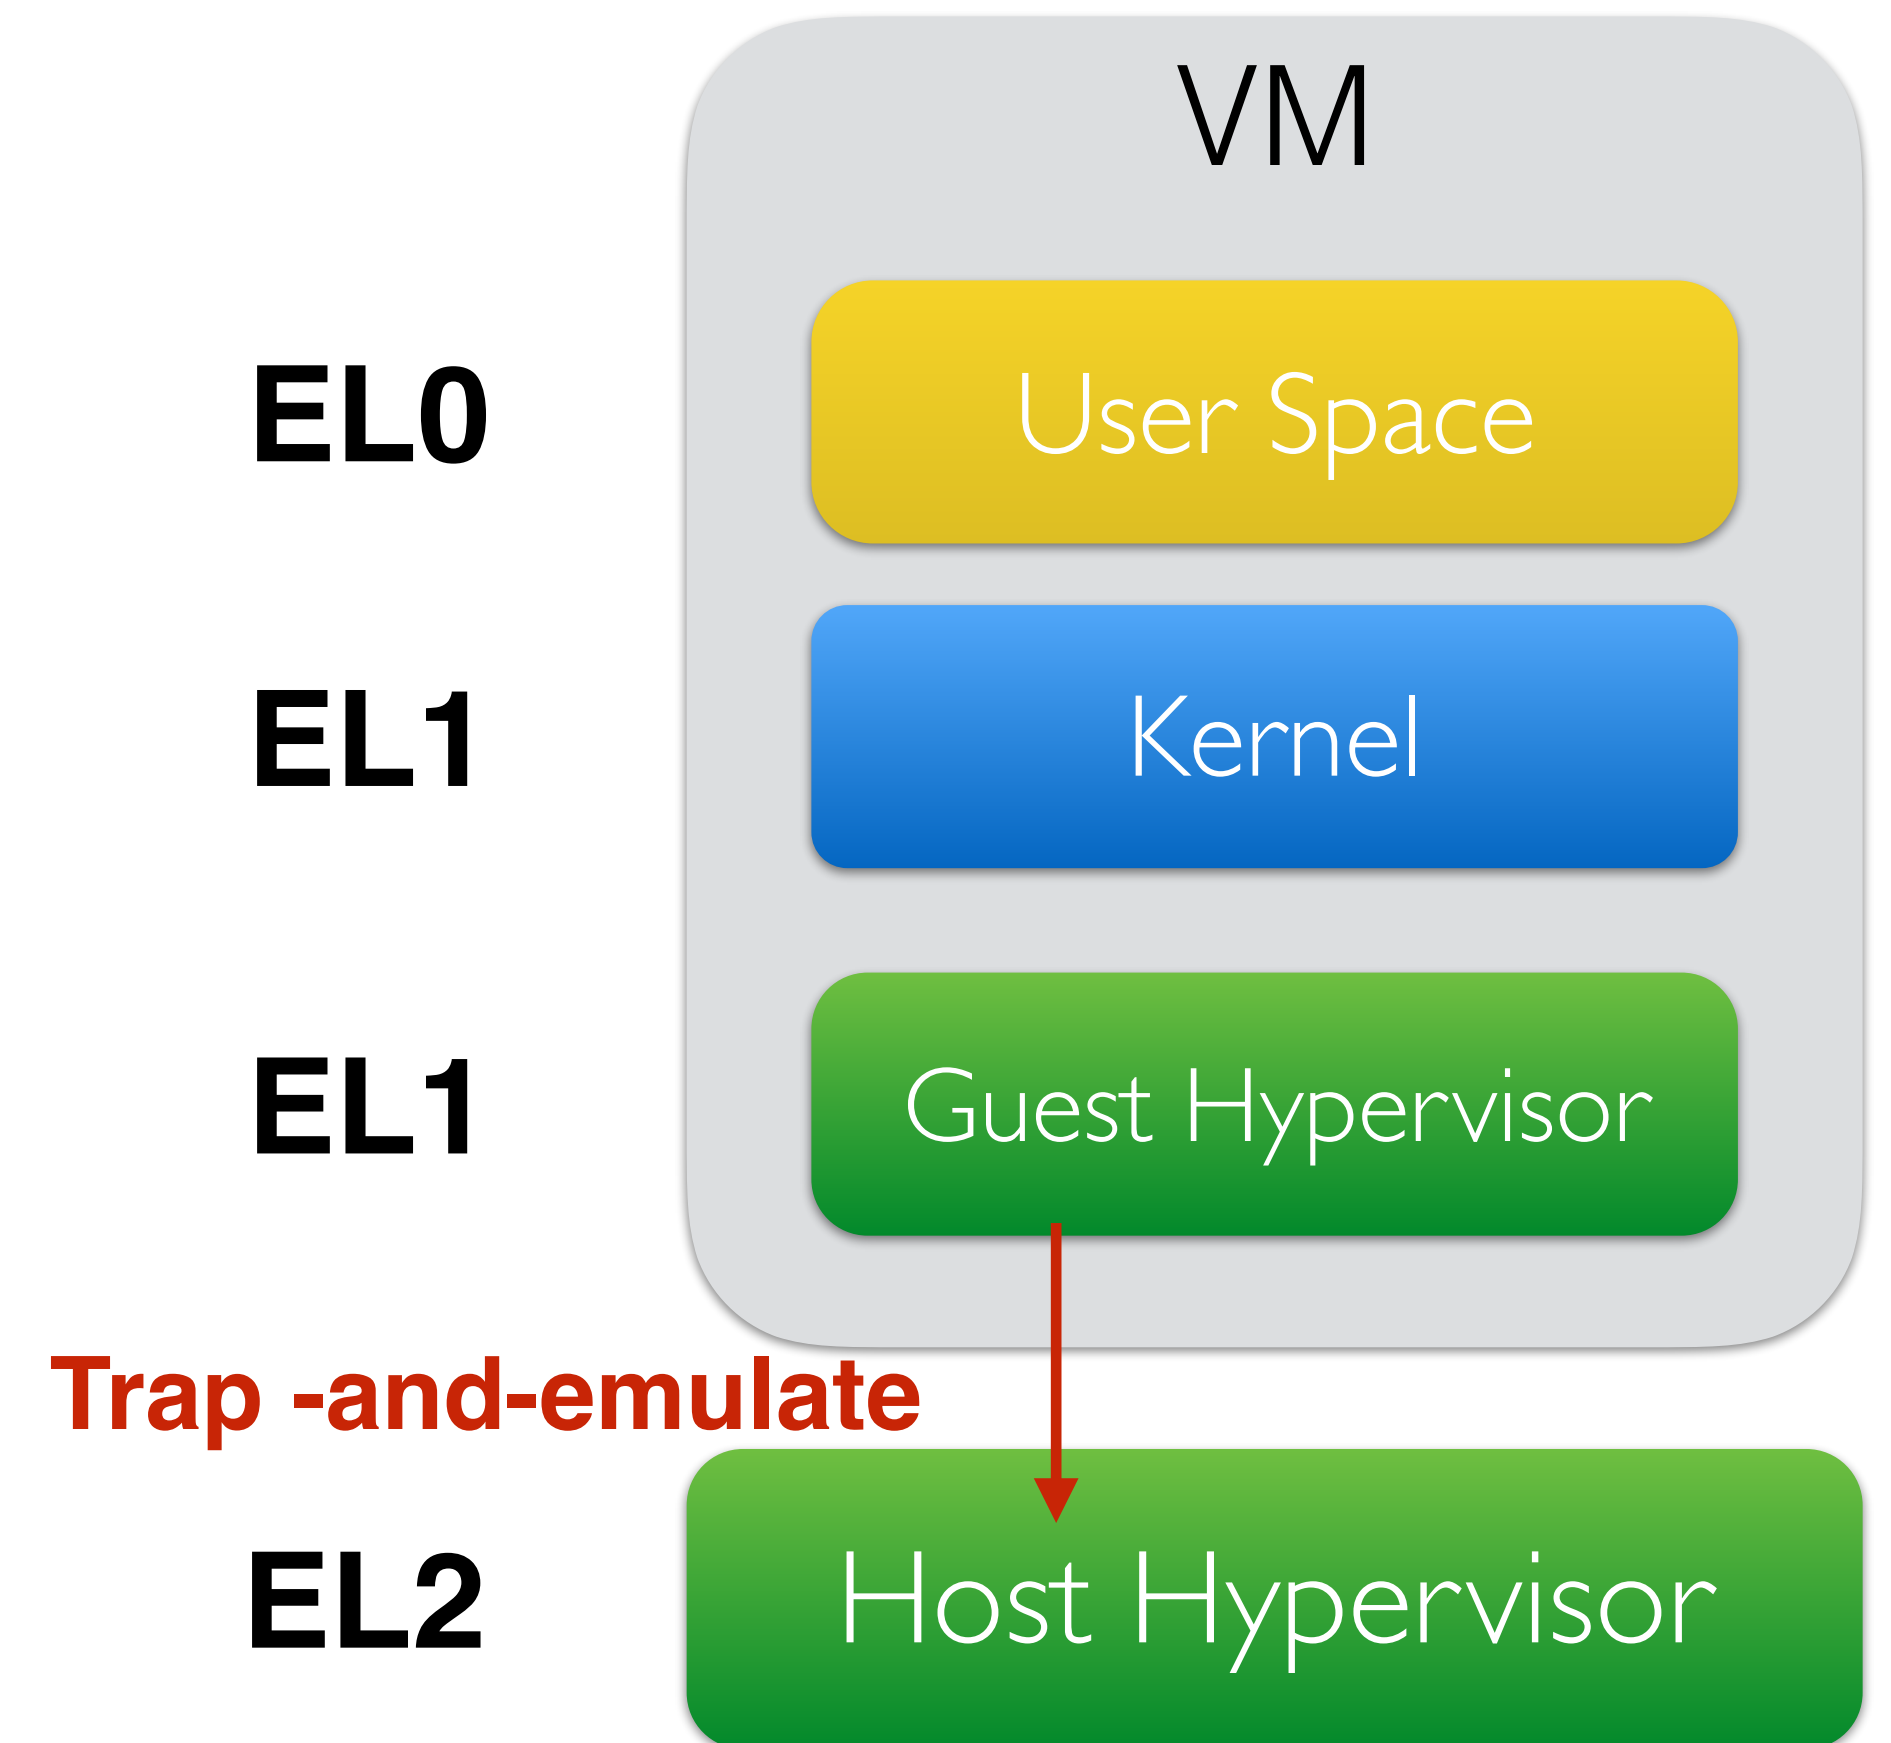 VM
EL0
User Space
EL1
Kernel
EL1
Guest Hypervisor
Trap -and-emulate
EL2
Host Hypervisor